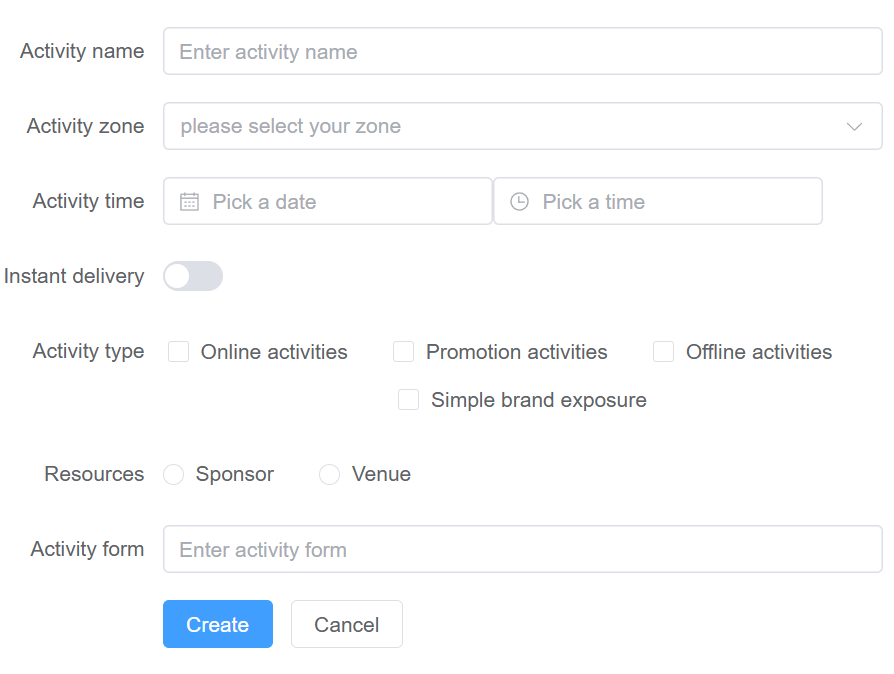 Activity name Enter activity name
Activity zone please select your zone
Activity time Pick a date Pick a time
Instant delivery
Activity type Online activities Promotion activities Offline activities
Simple brand exposure
Resources Sponsor Venue
Activity form Enter activity form
Create Cancel